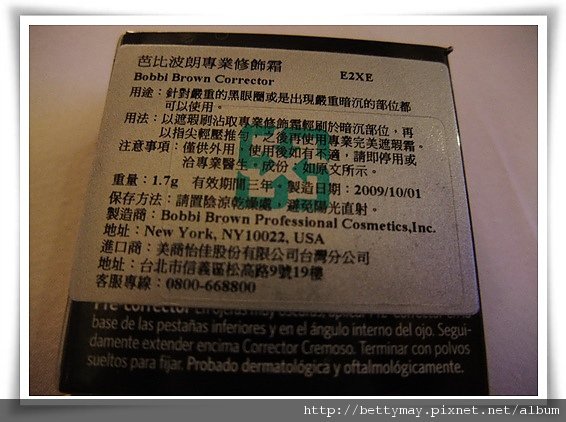 芭比波朗專業修飾霜
Bobbi Brown Corrector E2XE
用途：針對嚴重的黑眼圈或是出現嚴重暗沉的部位都
可以使用。
用法：以遮瑕刷沾取專業修飾霜輕刷於暗沉部位，再
以指尖輕壓推勻，之後再使用專業完美遮瑕霜。
注意事項：僅供外用，使用後如有不適，請即停用或
洽專業醫生。成份：如原文所示。
重量：1.7g 有效期間三年，製造日期：2009/10/01
保存方法：請置陰涼乾燥處，避免陽光直射。
製造商：Bobbi Brown Professional Cosmetics,Inc.
地址：New York, NY10022, USA
進口商：美商怡佳股份有限公司台灣分公司
地址：台北市信義區松高路9號19樓
客服專線：0800-668800
base de las pestañas inferiores y en el ángulo interno del ojo. Segui-
damente extender encima Corrector Cremoso. Terminar con polvos
sueltos para fijar. Probado dermatológica y oftalmológicamente.
http://bettymay.pixnet.net/album